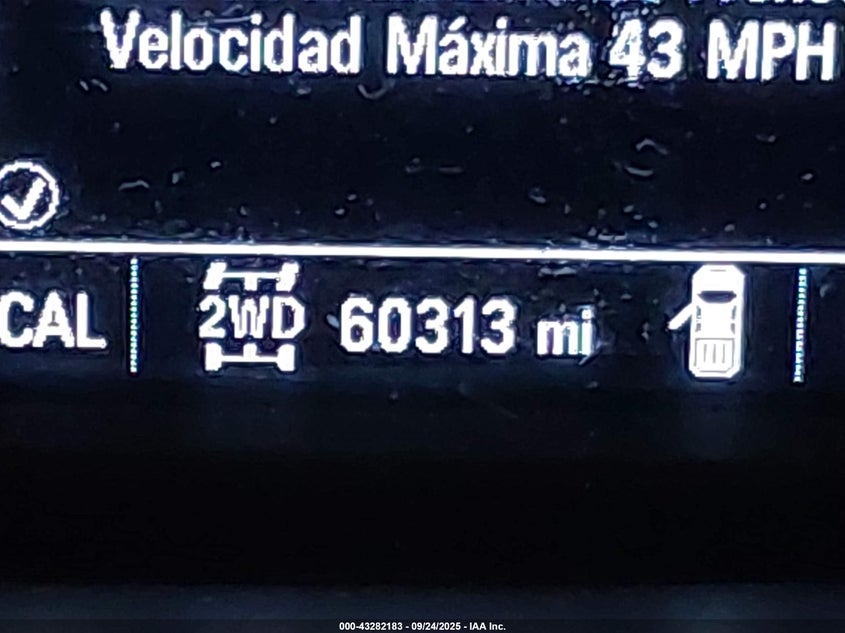 Velocidad Máxima 43 MPH
CAL
2WD
60313 mi
000-43282183 - 09/24/2025 - IAA Inc.